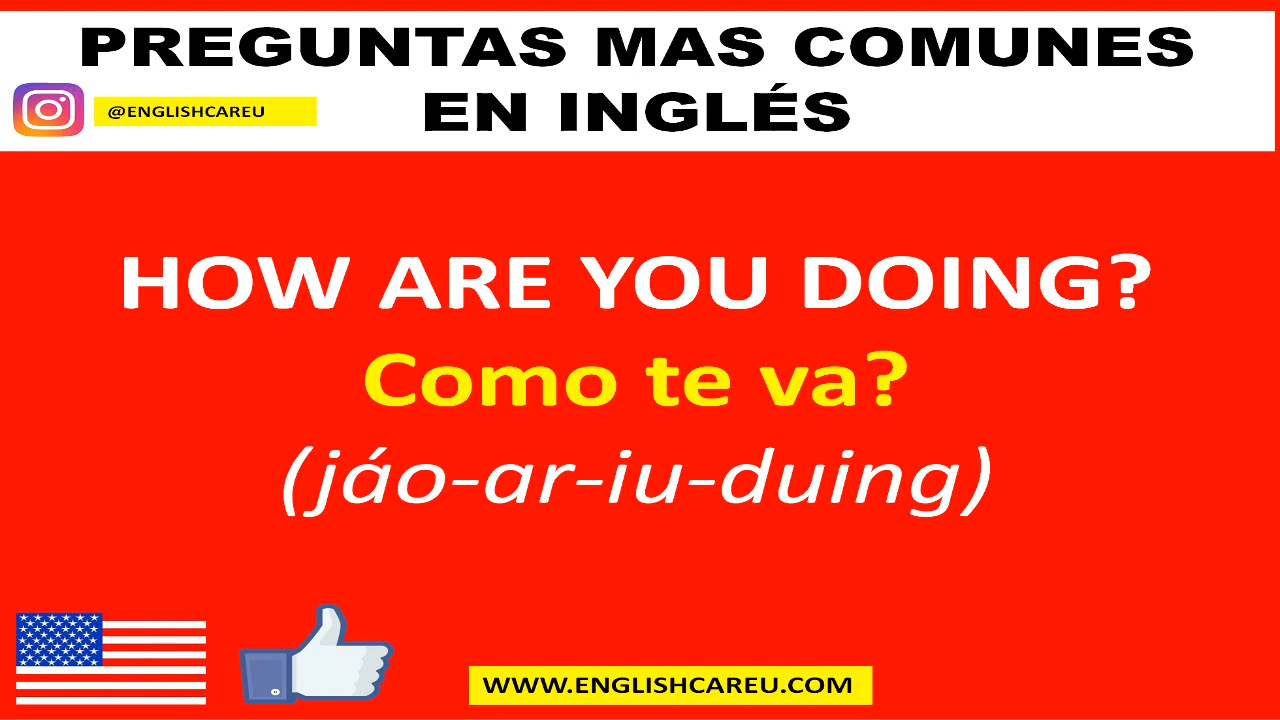 PREGUNTAS MAS COMUNES
EN INGLÉS
@ENGLISHCAREU
HOW ARE YOU DOING?
Como te va?
(jáo-ar-iu-duing)
WWW.ENGLISHCAREU.COM